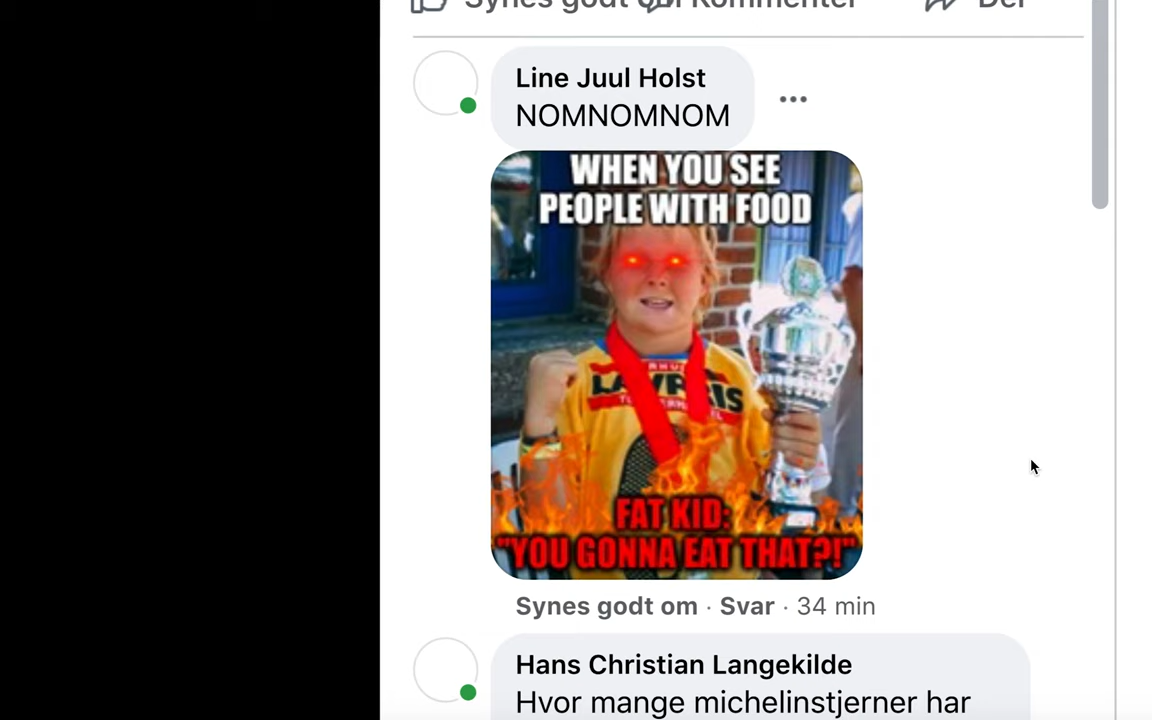 Synes godt om Kommenter Del
Line Juul Holst
NOMNOMNOM
WHEN YOU SEE
PEOPLE WITH FOOD
FAT KID:
"YOU GONNA EAT THAT?!"
Synes godt om · Svar · 34 min
Hans Christian Langekilde
Hvor mange michelinstjerner har